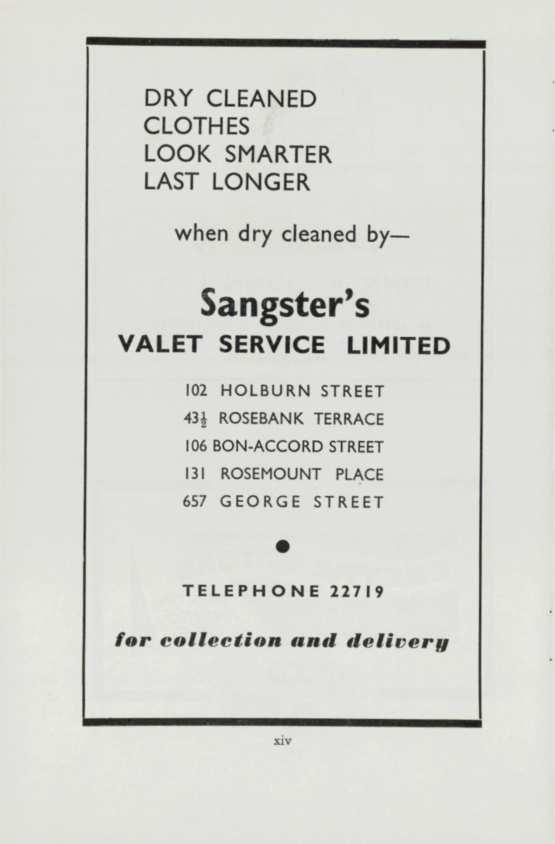 DRY CLEANED
CLOTHES
LOOK SMARTER
LAST LONGER
when dry cleaned by—
Sangster's
VALET SERVICE LIMITED
102 HOLBURN STREET
43½ ROSEBANK TERRACE
106 BON-ACCORD STREET
131 ROSEMOUNT PLACE
657 GEORGE STREET
●
TELEPHONE 22719
for collection and delivery
xiv